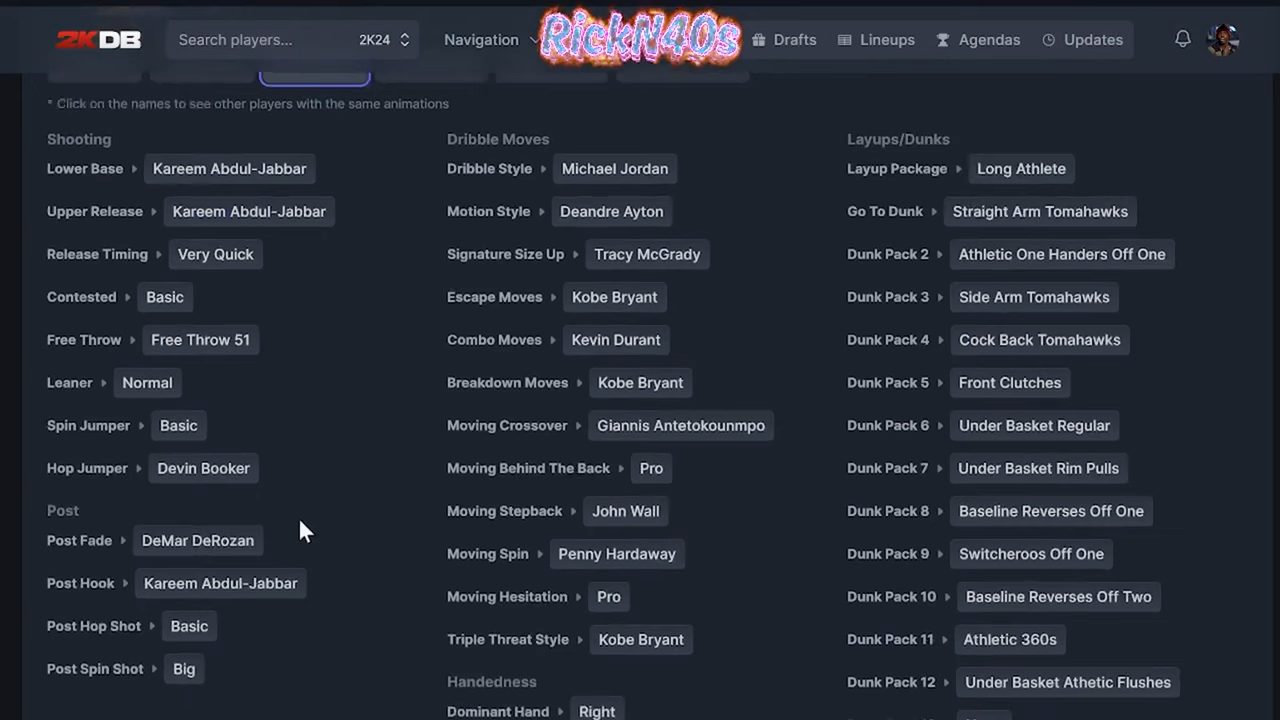 2KDB
Search players...
2K24
Navigation
RickN40s
Drafts
Lineups
Agendas
Updates
* Click on the names to see other players with the same animations
Shooting
Lower Base Kareem Abdul-Jabbar
Upper Release Kareem Abdul-Jabbar
Release Timing Very Quick
Contested Basic
Free Throw Free Throw 51
Leaner Normal
Spin Jumper Basic
Hop Jumper Devin Booker
Post
Post Fade DeMar DeRozan
Post Hook Kareem Abdul-Jabbar
Post Hop Shot Basic
Post Spin Shot Big
Dribble Moves
Dribble Style Michael Jordan
Motion Style Deandre Ayton
Signature Size Up Tracy McGrady
Escape Moves Kobe Bryant
Combo Moves Kevin Durant
Breakdown Moves Kobe Bryant
Moving Crossover Giannis Antetokounmpo
Moving Behind The Back Pro
Moving Stepback John Wall
Moving Spin Penny Hardaway
Moving Hesitation Pro
Triple Threat Style Kobe Bryant
Handedness
Dominant Hand Right
Layups/Dunks
Layup Package Long Athlete
Go To Dunk Straight Arm Tomahawks
Dunk Pack 2 Athletic One Handers Off One
Dunk Pack 3 Side Arm Tomahawks
Dunk Pack 4 Cock Back Tomahawks
Dunk Pack 5 Front Clutches
Dunk Pack 6 Under Basket Regular
Dunk Pack 7 Under Basket Rim Pulls
Dunk Pack 8 Baseline Reverses Off One
Dunk Pack 9 Switcheroos Off One
Dunk Pack 10 Baseline Reverses Off Two
Dunk Pack 11 Athletic 360s
Dunk Pack 12 Under Basket Athetic Flushes